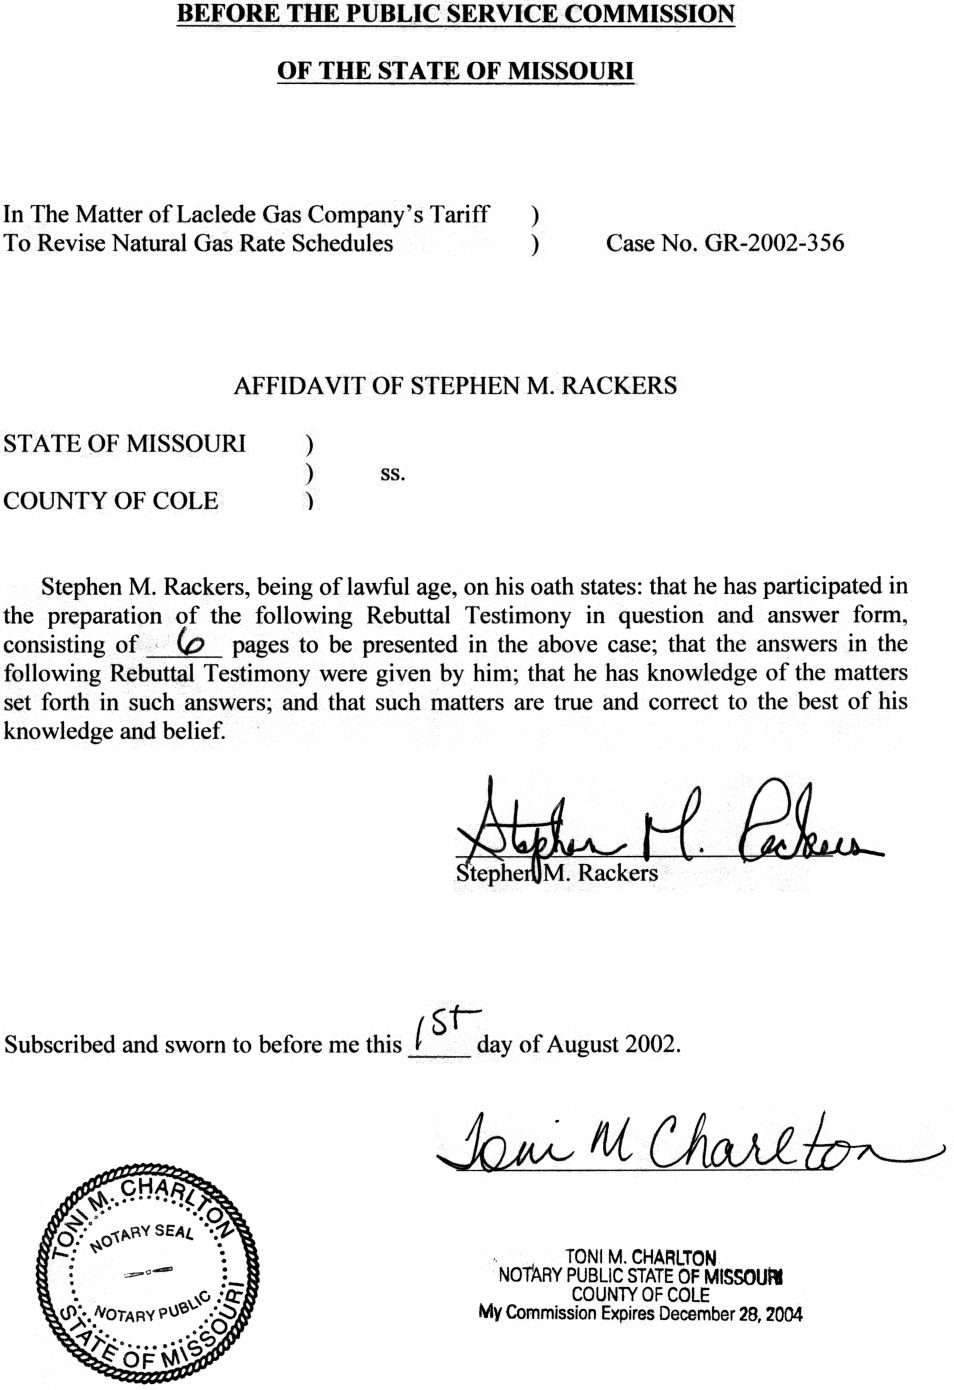 BEFORE THE PUBLIC SERVICE COMMISSION
OF THE STATE OF MISSOURI
In The Matter of Laclede Gas Company's Tariff )
To Revise Natural Gas Rate Schedules ) Case No. GR-2002-356
AFFIDAVIT OF STEPHEN M. RACKERS
STATE OF MISSOURI )
) ss.
COUNTY OF COLE )
Stephen M. Rackers, being of lawful age, on his oath states: that he has participated in
the preparation of the following Rebuttal Testimony in question and answer form,
consisting of 6 pages to be presented in the above case; that the answers in the
following Rebuttal Testimony were given by him; that he has knowledge of the matters
set forth in such answers; and that such matters are true and correct to the best of his
knowledge and belief.
Stephen M. Rackers
Stephen M. Rackers
Subscribed and sworn to before me this 1st day of August 2002.
Toni M Charlton
TONI M. CHARLTON
NOTARY SEAL
NOTARY PUBLIC
STATE OF MISSOURI
TONI M. CHARLTON
NOTARY PUBLIC STATE OF MISSOURI
COUNTY OF COLE
My Commission Expires December 28, 2004